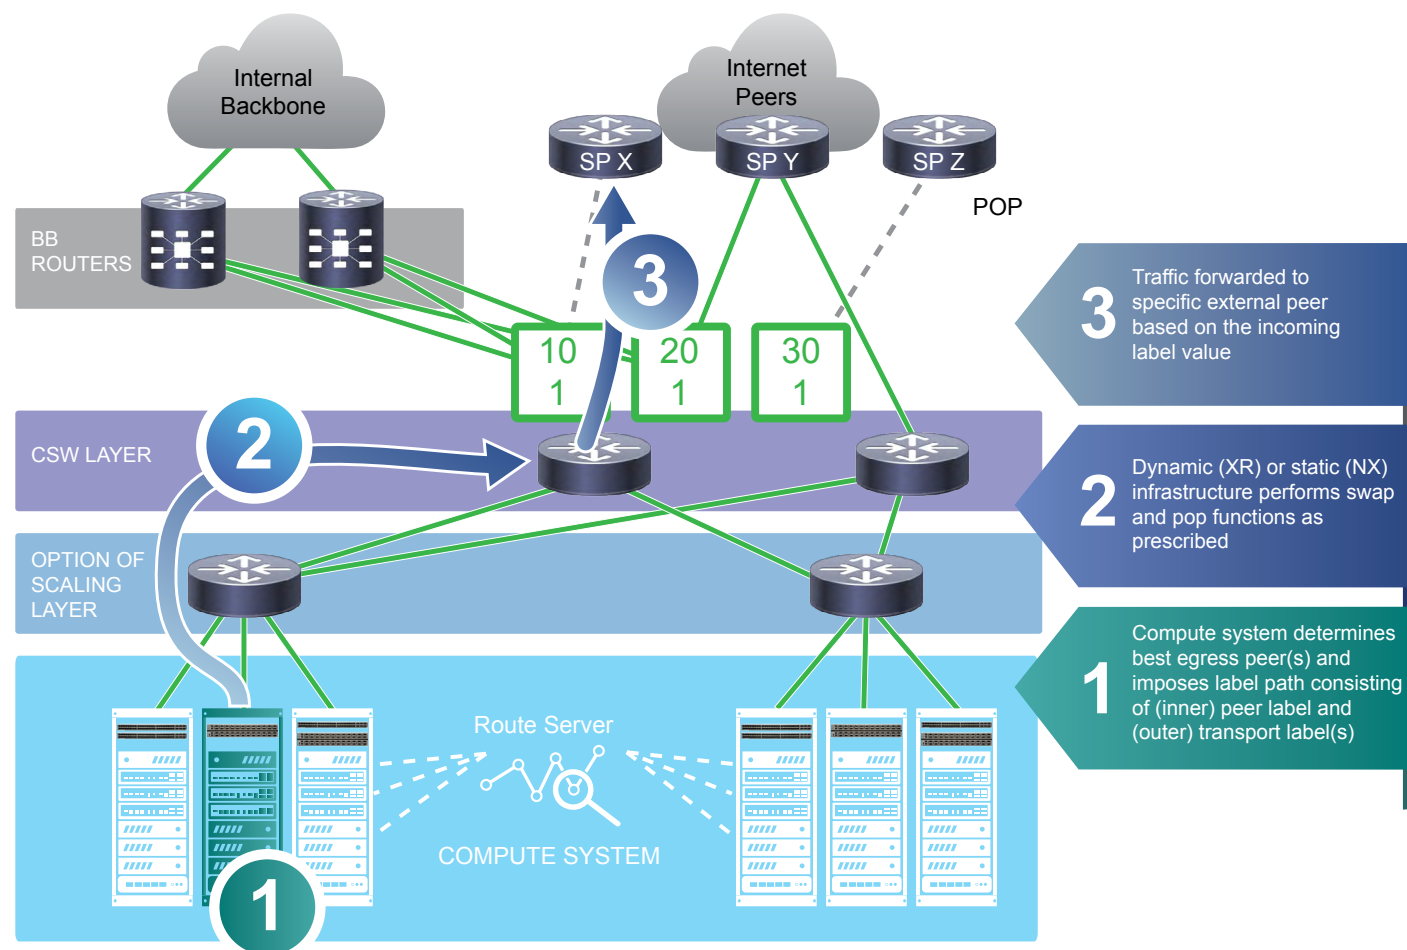 Internal
Backbone
Internet
Peers
SP X
SP Y
SP Z
POP
BB
ROUTERS
3
10
1
20
1
30
1
CSW LAYER
2
OPTION OF
SCALING
LAYER
Route Server
COMPUTE SYSTEM
1
3
Traffic forwarded to
specific external peer
based on the incoming
label value
2
Dynamic (XR) or static (NX)
infrastructure performs swap
and pop functions as
prescribed
1
Compute system determines
best egress peer(s) and
imposes label path consisting
of (inner) peer label and
(outer) transport label(s)